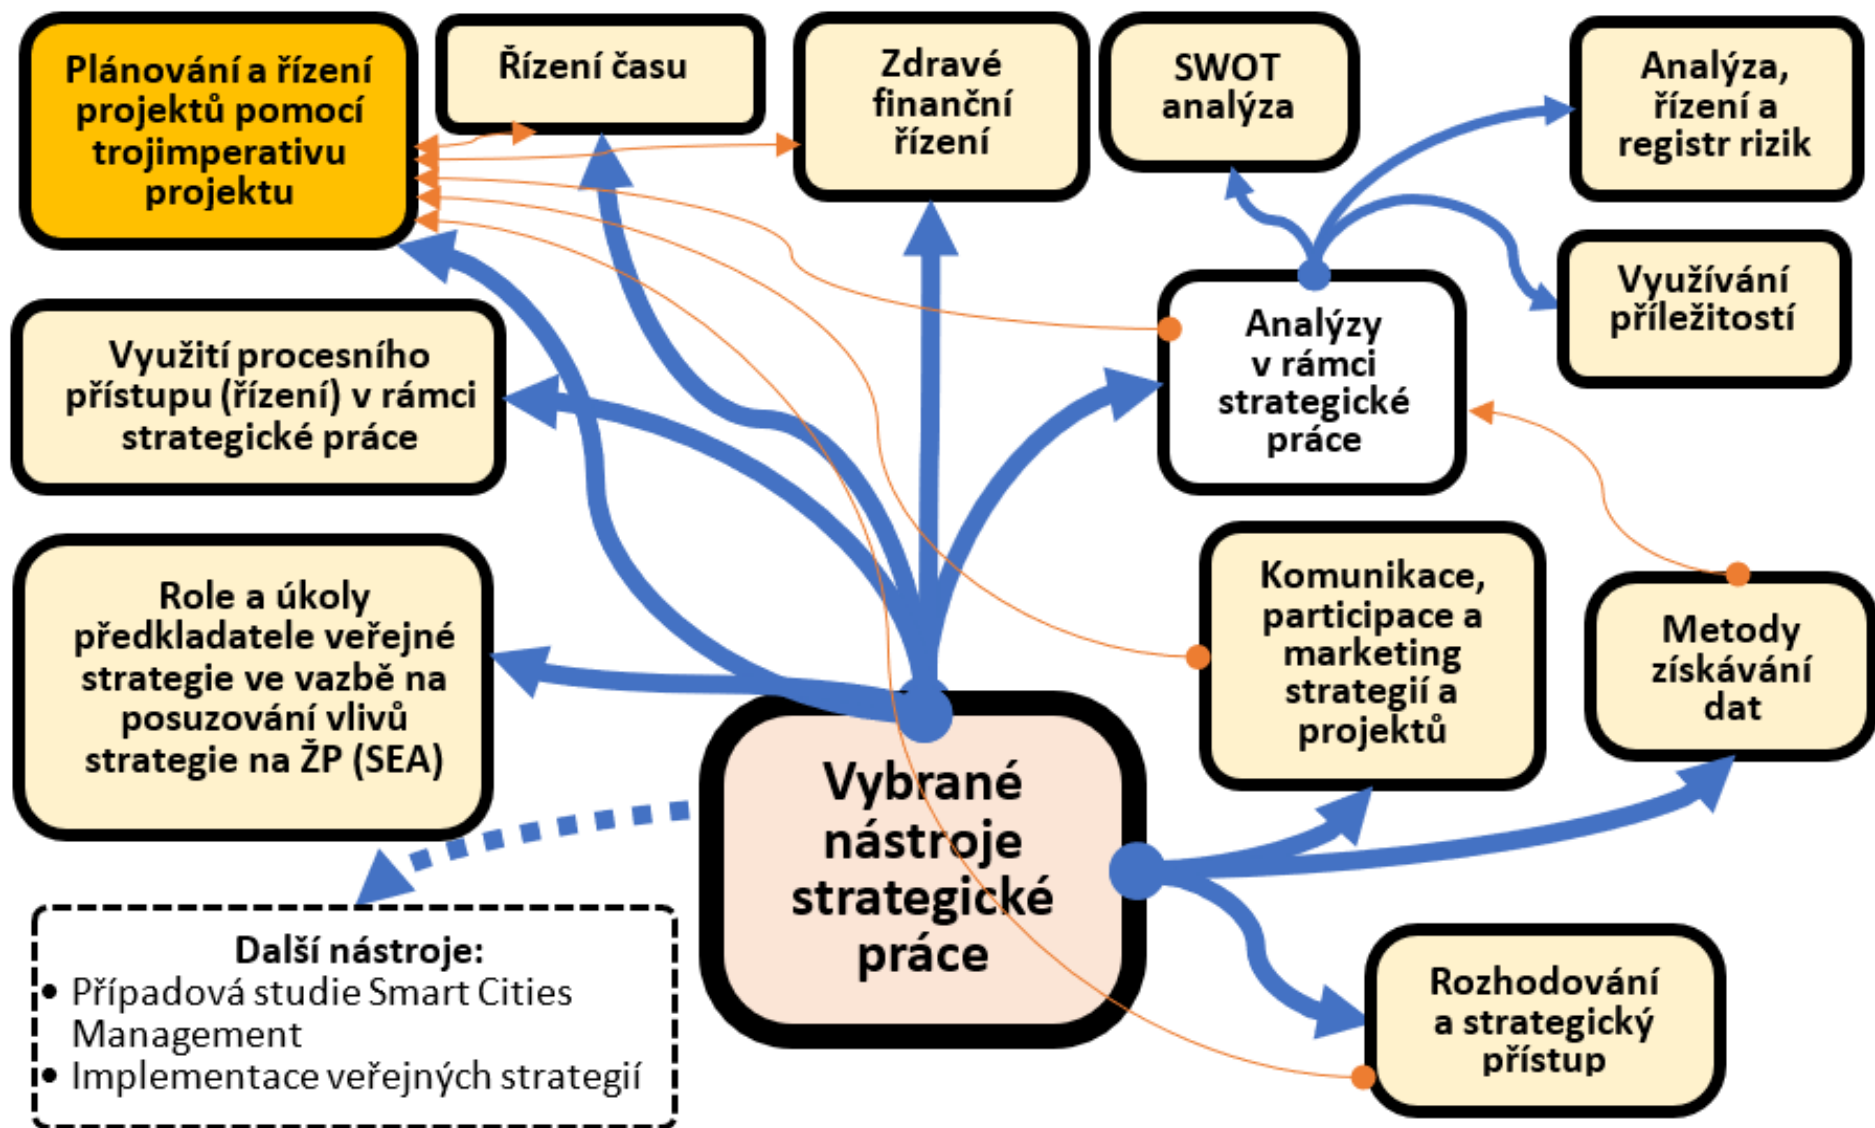 Plánování a řízení
projektů pomocí
trojimperativu
projektu
Řízení času
Zdravé
finanční
řízení
SWOT
analýza
Analýza,
řízení a
registr rizik
Využívání
příležitostí
Analýzy
v rámci
strategické
práce
Využití procesního
přístupu (řízení) v rámci
strategické práce
Role a úkoly
předkladatele veřejné
strategie ve vazbě na
posuzování vlivů
strategie na ŽP (SEA)
Komunikace,
participace a
marketing
strategií a
projektů
Metody
získávání
dat
Vybrané
nástroje
strategické
práce
Další nástroje:
• Případová studie Smart Cities
Management
• Implementace veřejných strategií
Rozhodování
a strategický
přístup